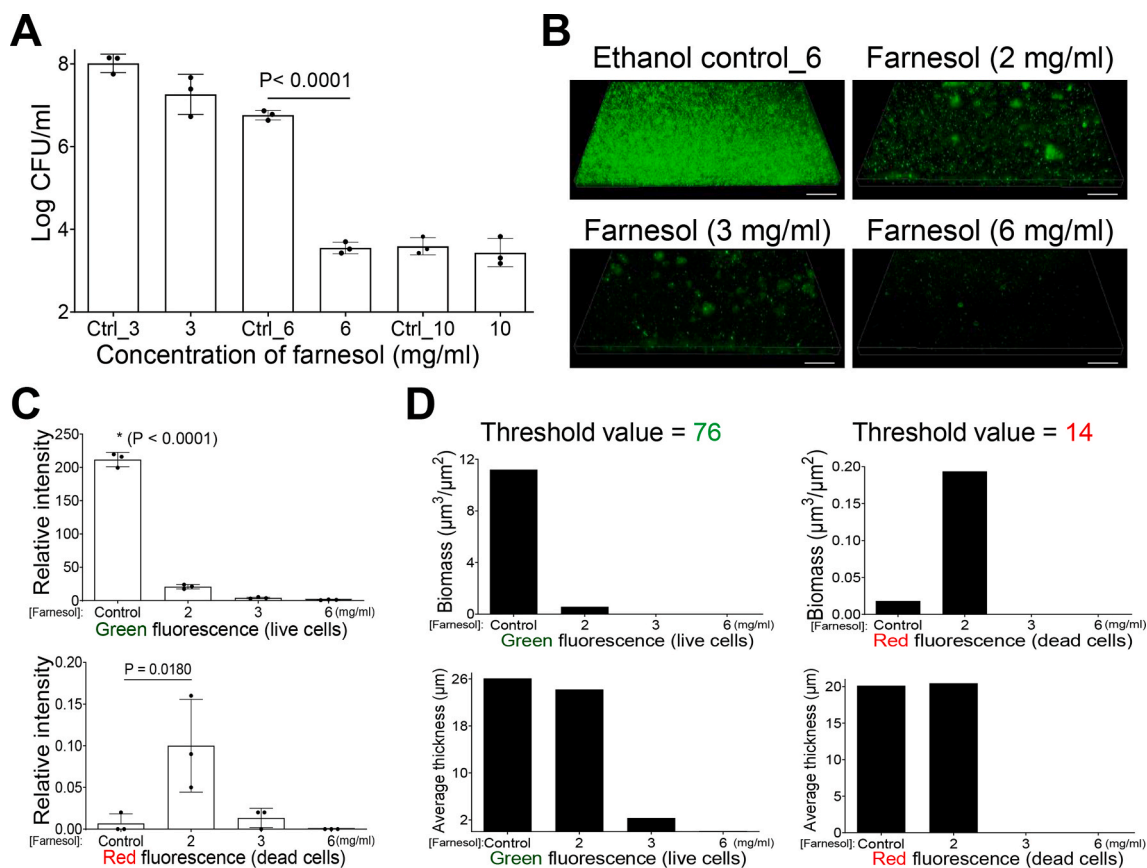 A
Log CFU/ml
8
6
4
2
P< 0.0001
Ctrl_3 3 Ctrl_6 6 Ctrl_10 10
Concentration of farnesol (mg/ml)
B
Ethanol control_6
Farnesol (2 mg/ml)
Farnesol (3 mg/ml)
Farnesol (6 mg/ml)
C
Relative intensity
250
200
150
100
50
0
* (P < 0.0001)
[Farnesol]: Control 2 3 6 (mg/ml)
Green fluorescence (live cells)
Relative intensity
0.20
0.15
0.10
0.05
0.00
P = 0.0180
[Farnesol]: Control 2 3 6 (mg/ml)
Red fluorescence (dead cells)
D
Threshold value = 76
Biomass (µm³/µm²)
12
8
4
0
[Farnesol]: Control 2 3 6 (mg/ml)
Green fluorescence (live cells)
Threshold value = 14
Biomass (µm³/µm²)
0.20
0.15
0.10
0.05
0.00
[Farnesol]: Control 2 3 6 (mg/ml)
Red fluorescence (dead cells)
Average thickness (µm)
26
18
10
2
[Farnesol]: Control 2 3 6 (mg/ml)
Green fluorescence (live cells)
Average thickness (µm)
20
15
10
5
0
[Farnesol]: Control 2 3 6 (mg/ml)
Red fluorescence (dead cells)